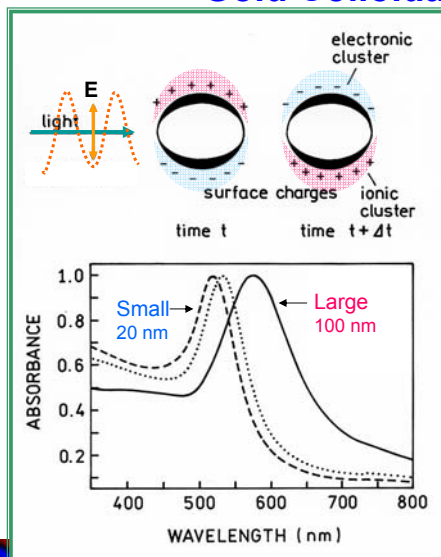 electronic
cluster
E
light
+ + + + + + +
- - - - - -
- - - - - -
+ + + + + + +
surface charges
ionic
cluster
time t
time t + Δt
ABSORBANCE
1.0
0.8
0.6
0.4
0.2
Small
20 nm
Large
100 nm
400 500 600 700 800
WAVELENGTH (nm)